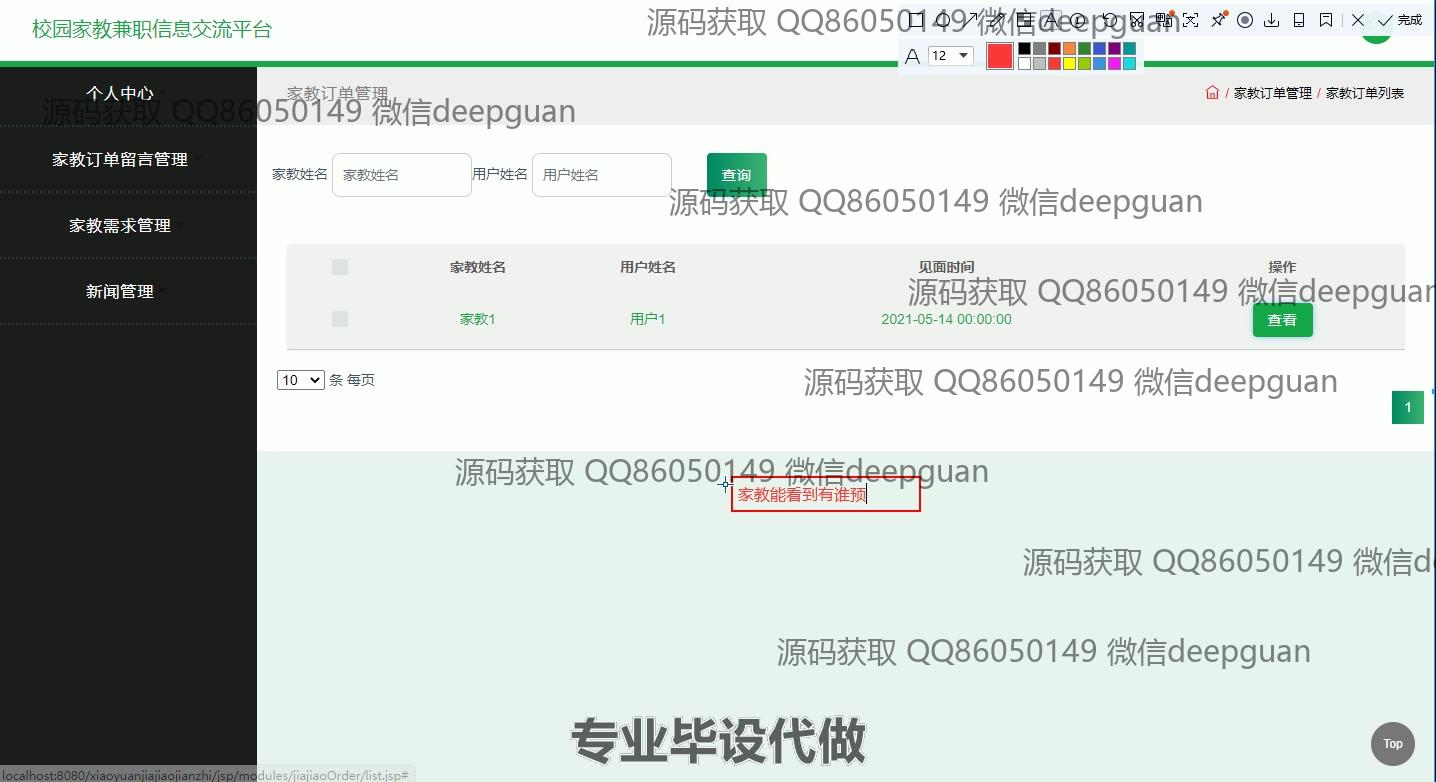 校园家教兼职信息交流平台
源码获取 QQ86050149 微信deepguan
完成
A 12
个人中心
家教订单管理
/ 家教订单管理 / 家教订单列表
源码获取 QQ86050149 微信deepguan
家教订单留言管理
家教姓名 家教姓名 用户姓名 用户姓名 查询
源码获取 QQ86050149 微信deepguan
家教需求管理
家教姓名 用户姓名 见面时间 操作
新闻管理
源码获取 QQ86050149 微信deepguan
家教1 用户1 2021-05-14 00:00:00 查看
10 条 每页
源码获取 QQ86050149 微信deepguan
1
源码获取 QQ86050149 微信deepguan
家教能看到有谁预
源码获取 QQ86050149 微信d
源码获取 QQ86050149 微信deepguan
专业毕设代做
Top
localhost:8080/xiaoyuanjiajiaojianzhi/jsp/modules/jiajiaoOrder/list.jsp#